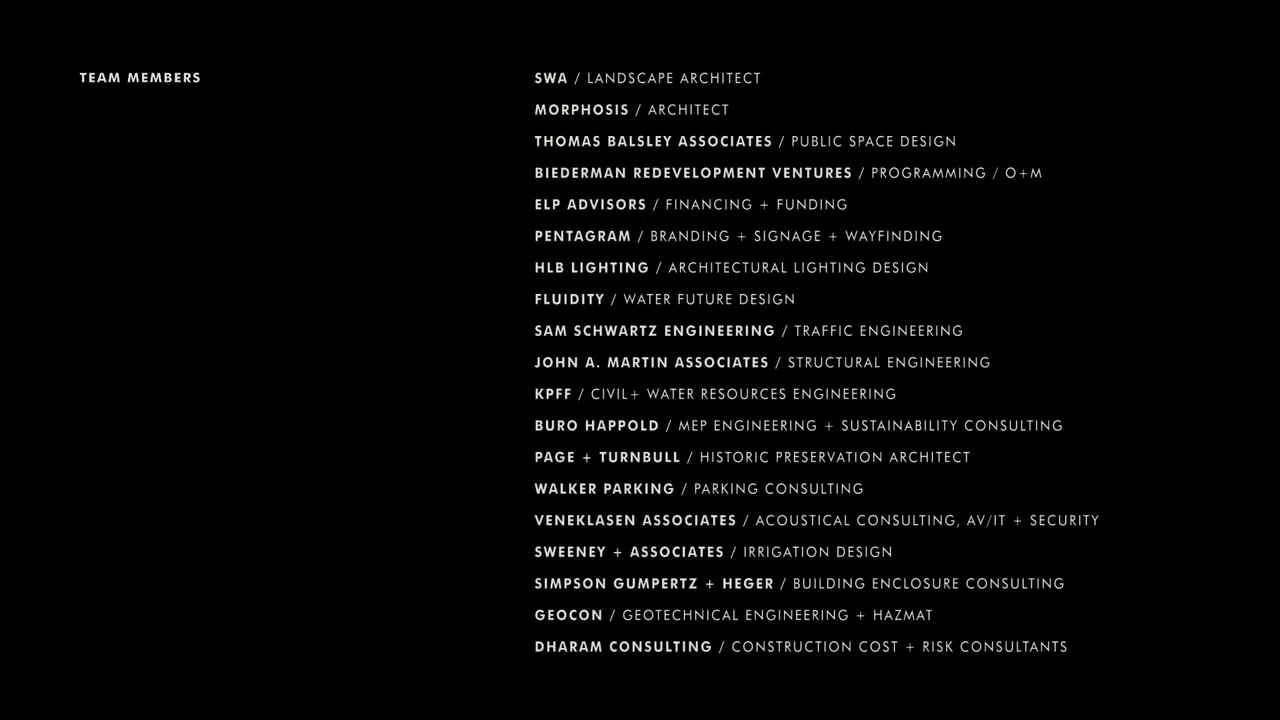 TEAM MEMBERS
SWA / LANDSCAPE ARCHITECT
MORPHOSIS / ARCHITECT
THOMAS BALSLEY ASSOCIATES / PUBLIC SPACE DESIGN
BIEDERMAN REDEVELOPMENT VENTURES / PROGRAMMING / O+M
ELP ADVISORS / FINANCING + FUNDING
PENTAGRAM / BRANDING + SIGNAGE + WAYFINDING
HLB LIGHTING / ARCHITECTURAL LIGHTING DESIGN
FLUIDITY / WATER FUTURE DESIGN
SAM SCHWARTZ ENGINEERING / TRAFFIC ENGINEERING
JOHN A. MARTIN ASSOCIATES / STRUCTURAL ENGINEERING
KPFF / CIVIL+ WATER RESOURCES ENGINEERING
BURO HAPPOLD / MEP ENGINEERING + SUSTAINABILITY CONSULTING
PAGE + TURNBULL / HISTORIC PRESERVATION ARCHITECT
WALKER PARKING / PARKING CONSULTING
VENEKLASEN ASSOCIATES / ACOUSTICAL CONSULTING, AV/IT + SECURITY
SWEENEY + ASSOCIATES / IRRIGATION DESIGN
SIMPSON GUMPERTZ + HEGER / BUILDING ENCLOSURE CONSULTING
GEOCON / GEOTECHNICAL ENGINEERING + HAZMAT
DHARAM CONSULTING / CONSTRUCTION COST + RISK CONSULTANTS